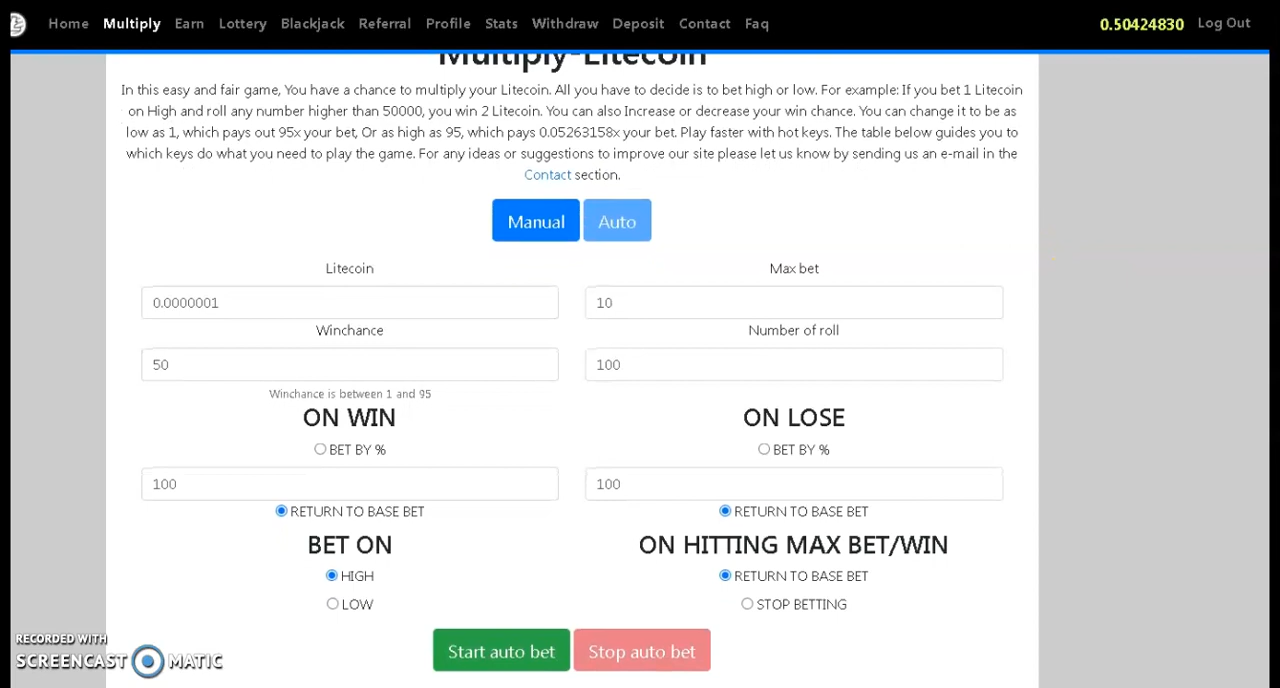 Home Multiply Earn Lottery Blackjack Referral Profile Stats Withdraw Deposit Contact Faq 0.50424830 Log Out
Multiply-Litecoin
In this easy and fair game, You have a chance to multiply your Litecoin. All you have to decide is to bet high or low. For example: If you bet 1 Litecoin
on High and roll any number higher than 50000, you win 2 Litecoin. You can also Increase or decrease your win chance. You can change it to be as
low as 1, which pays out 95x your bet, Or as high as 95, which pays 0.05263158x your bet. Play faster with hot keys. The table below guides you to
which keys do what you need to play the game. For any ideas or suggestions to improve our site please let us know by sending us an e-mail in the
Contact section.
Manual Auto
Litecoin Max bet
0.0000001 10
Winchance Number of roll
50 100
Winchance is between 1 and 95
ON WIN ON LOSE
BET BY % BET BY %
100 100
RETURN TO BASE BET RETURN TO BASE BET
BET ON ON HITTING MAX BET/WIN
HIGH RETURN TO BASE BET
LOW STOP BETTING
Start auto bet Stop auto bet
RECORDED WITH
SCREENCAST MATIC